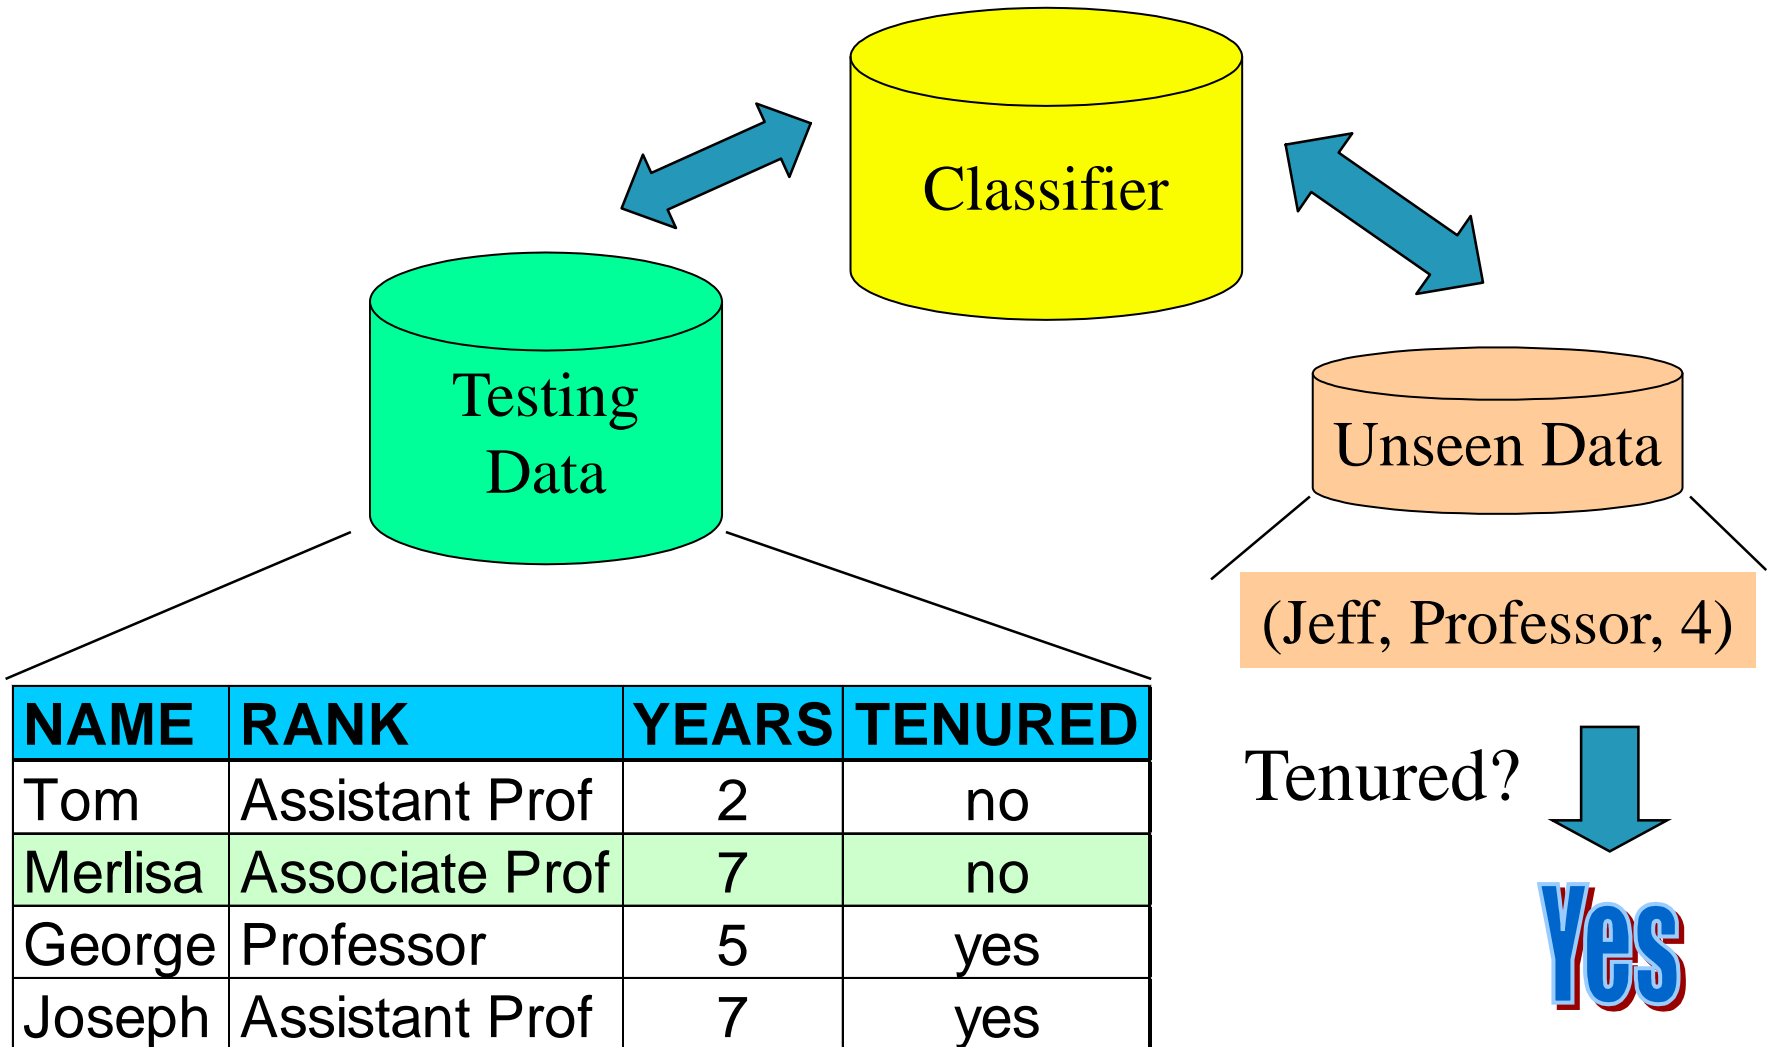 Classifier
Testing
Data
Unseen Data
(Jeff, Professor, 4)
NAME RANK YEARS TENURED
Tom Assistant Prof 2 no
Merlisa Associate Prof 7 no
George Professor 5 yes
Joseph Assistant Prof 7 yes
Tenured?
Yes